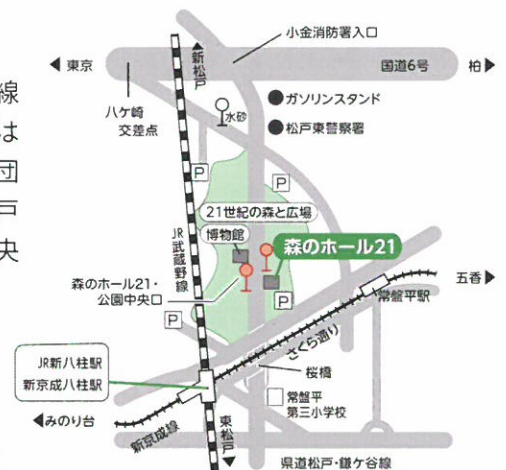 線
は
団
戸
央
小金消防署入口
◀東京
▲新松戸
国道6号
柏▶
八ケ崎
交差点
水砂
●ガソリンスタンド
●松戸東警察署
P
P
21世紀の森と広場
博物館
森のホール21
JR武蔵野線
森のホール21・
公園中央口
P
P
五香▶
常盤平駅
さくら通り
JR新八柱駅
新京成八柱駅
桜橋
常盤平
第三小学校
◀みのり台
新京成線
東松戸▼
県道松戸・鎌ケ谷線